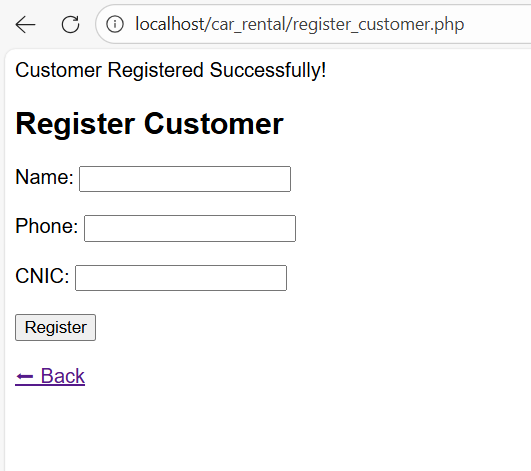 localhost/car_rental/register_customer.php
Customer Registered Successfully!
Register Customer
Name:
Phone:
CNIC:
Register
← Back